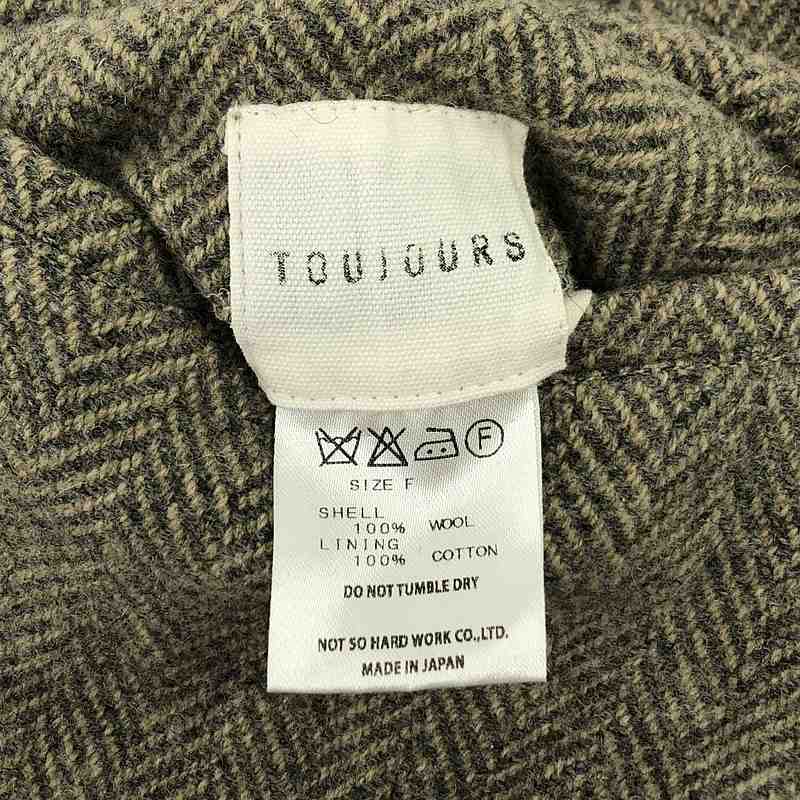 TOUJOURS
F
SIZE F
SHELL
100% WOOL
LINING
100% COTTON
DO NOT TUMBLE DRY
NOT SO HARD WORK CO.,LTD.
MADE IN JAPAN